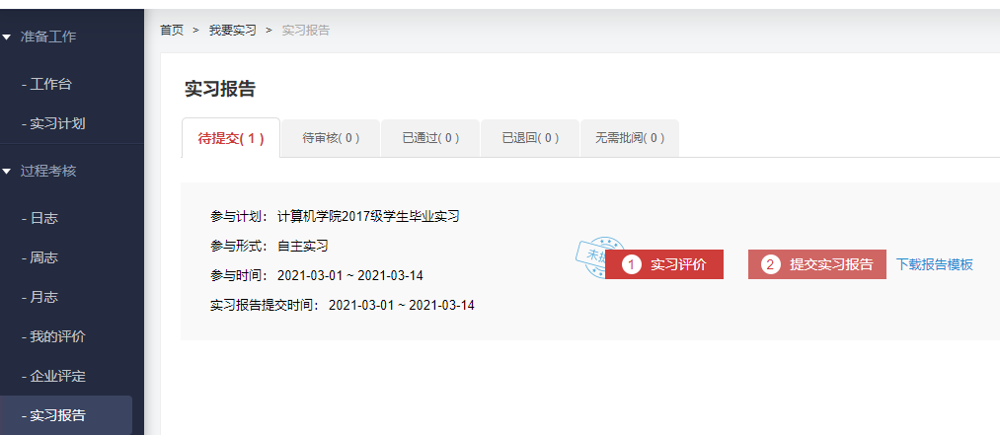 首页 > 我要实习 > 实习报告
准备工作
- 工作台
- 实习计划
过程考核
- 日志
- 周志
- 月志
- 我的评价
- 企业评定
- 实习报告
实习报告
待提交( 1 )
待审核( 0 )
已通过( 0 )
已退回( 0 )
无需批阅( 0 )
参与计划： 计算机学院2017级学生毕业实习
参与形式： 自主实习
参与时间： 2021-03-01 ~ 2021-03-14
实习报告提交时间： 2021-03-01 ~ 2021-03-14
未
1 实习评价
2 提交实习报告
下载报告模板